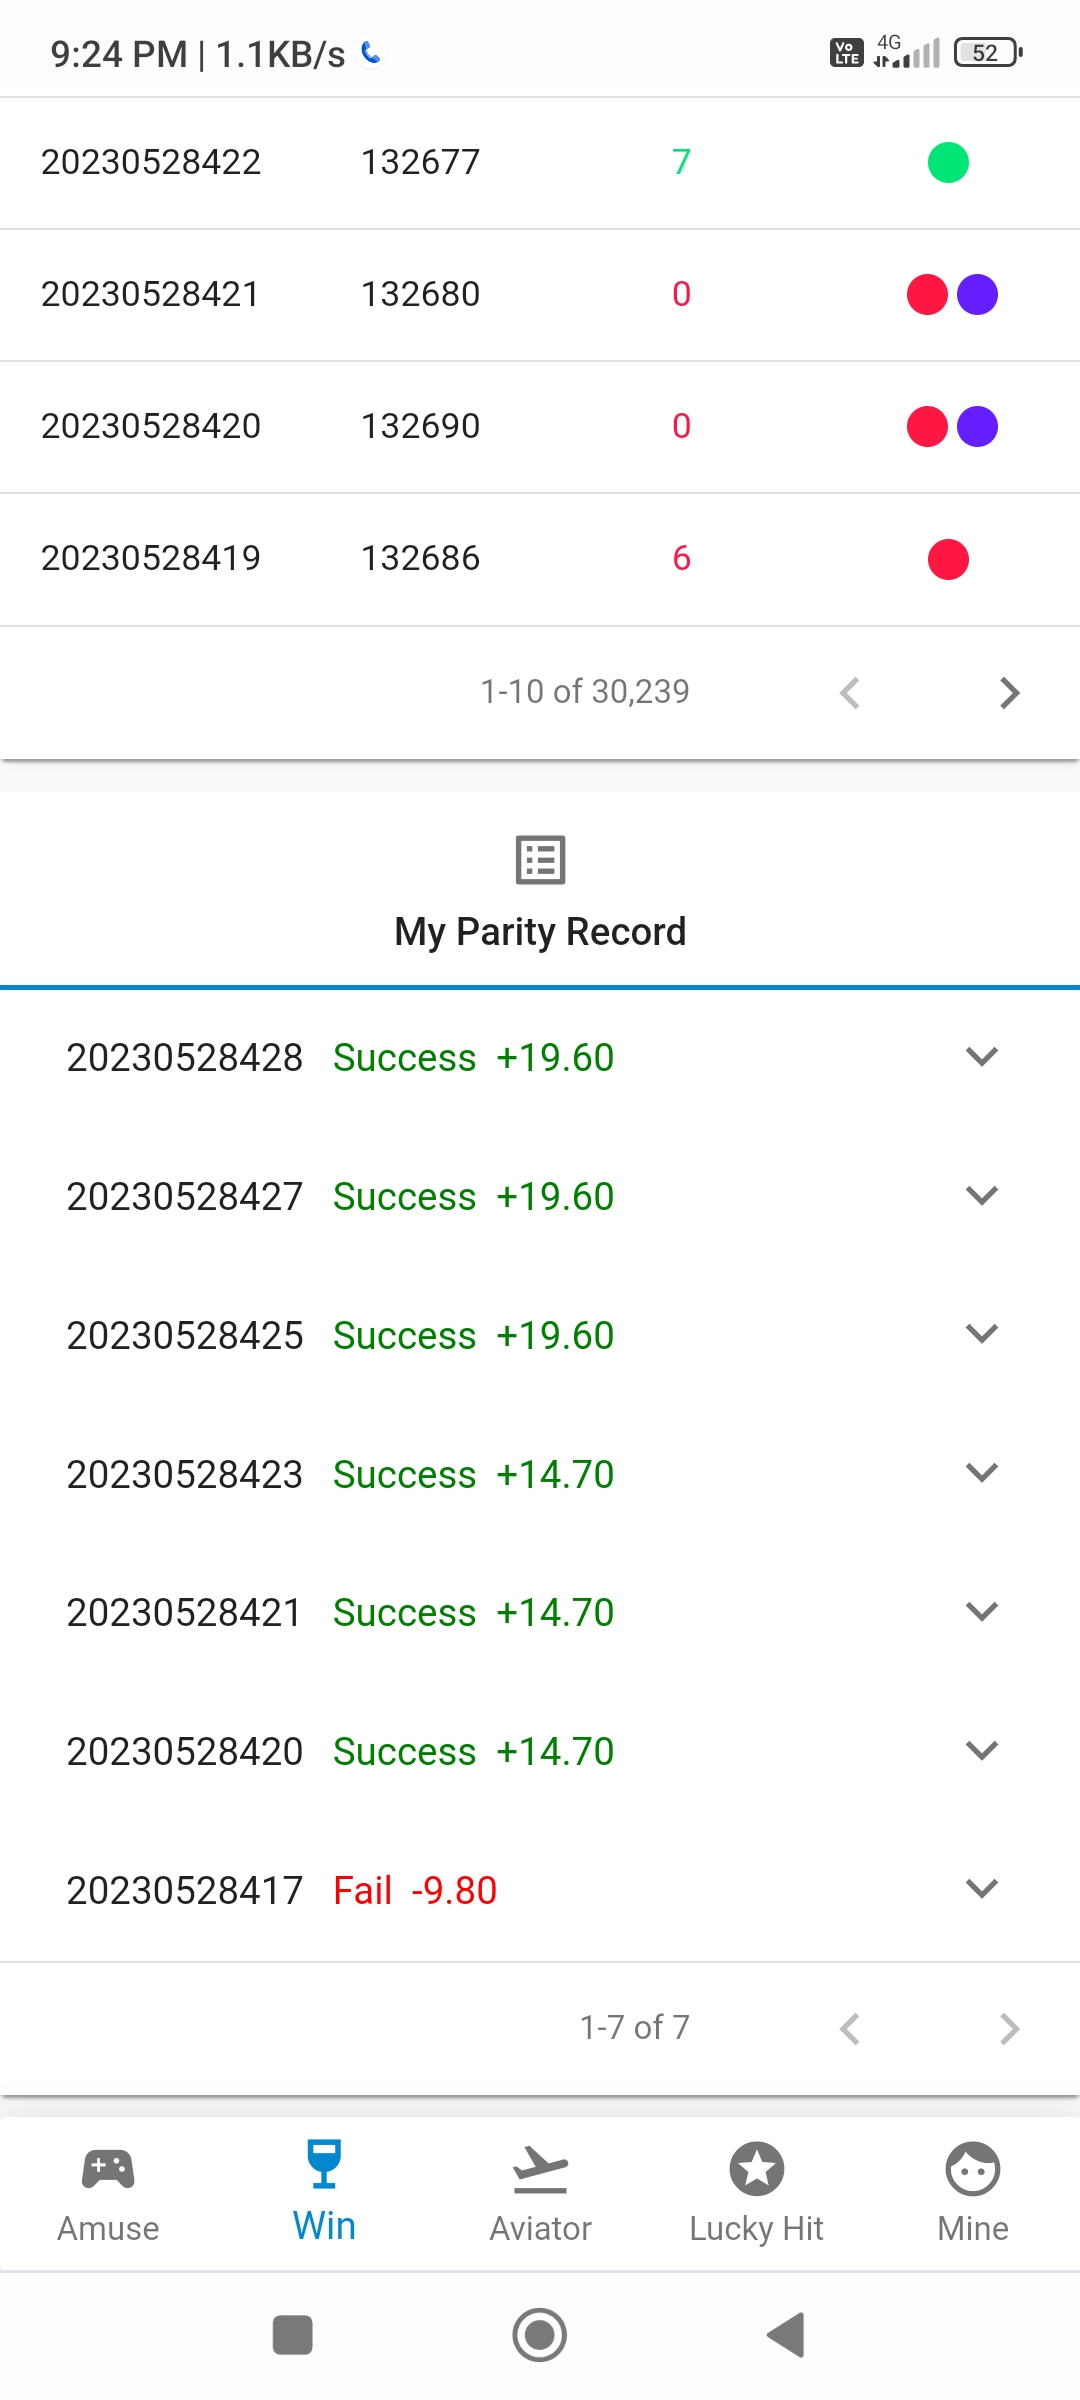 9:24 PM | 1.1KB/s Vo LTE 4G 52
20230528422 132677 7
20230528421 132680 0
20230528420 132690 0
20230528419 132686 6
1-10 of 30,239
My Parity Record
20230528428 Success +19.60
20230528427 Success +19.60
20230528425 Success +19.60
20230528423 Success +14.70
20230528421 Success +14.70
20230528420 Success +14.70
20230528417 Fail -9.80
1-7 of 7
Amuse Win Aviator Lucky Hit Mine